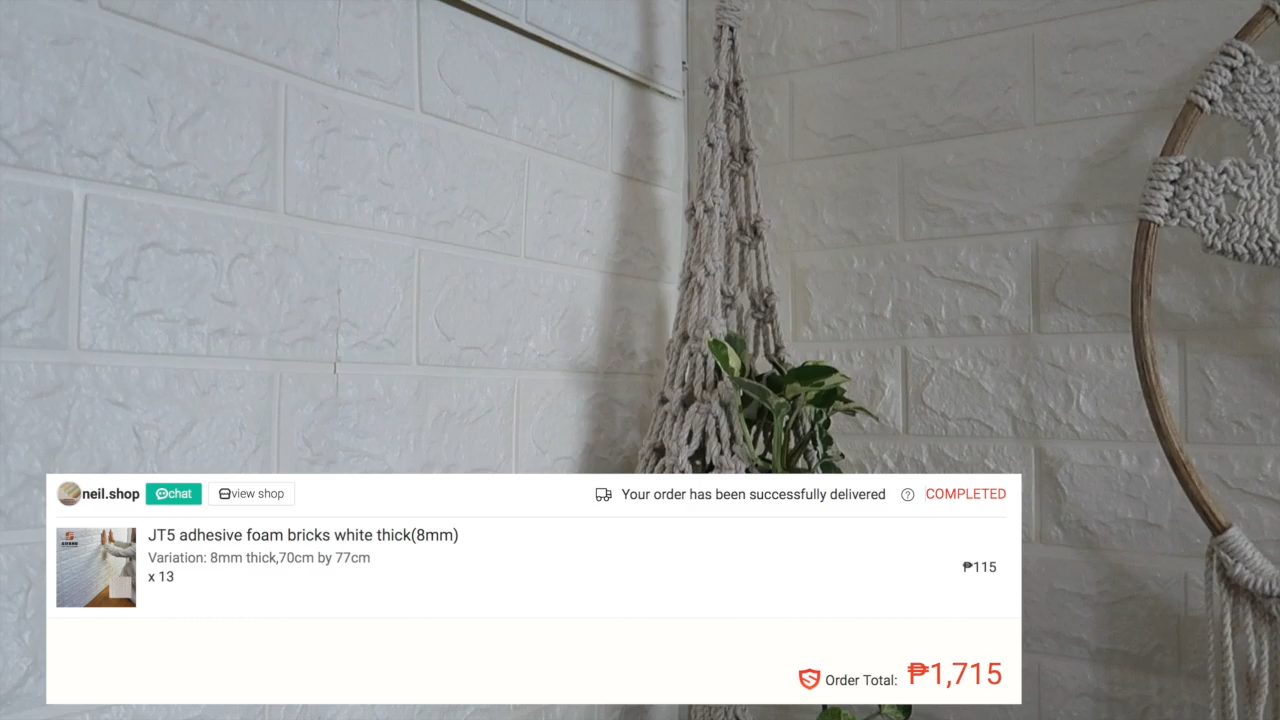 neil.shop chat view shop Your order has been successfully delivered ? COMPLETED
JT5 adhesive foam bricks white thick(8mm)
Variation: 8mm thick,70cm by 77cm
x 13
₱115
Order Total: ₱1,715